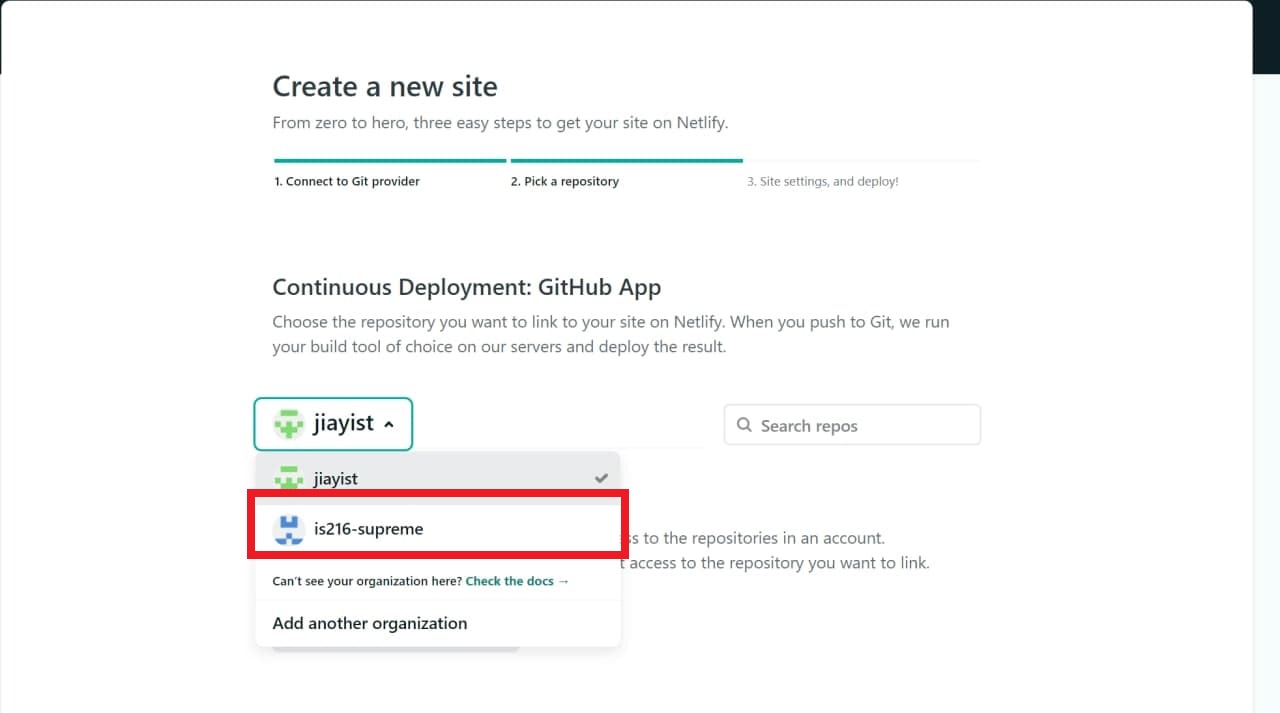 Create a new site
From zero to hero, three easy steps to get your site on Netlify.
1. Connect to Git provider
2. Pick a repository
3. Site settings, and deploy!
Continuous Deployment: GitHub App
Choose the repository you want to link to your site on Netlify. When you push to Git, we run
your build tool of choice on our servers and deploy the result.
jiayist
Search repos
jiayist
is216-supreme
to the repositories in an account.
access to the repository you want to link.
Can't see your organization here? Check the docs →
Add another organization